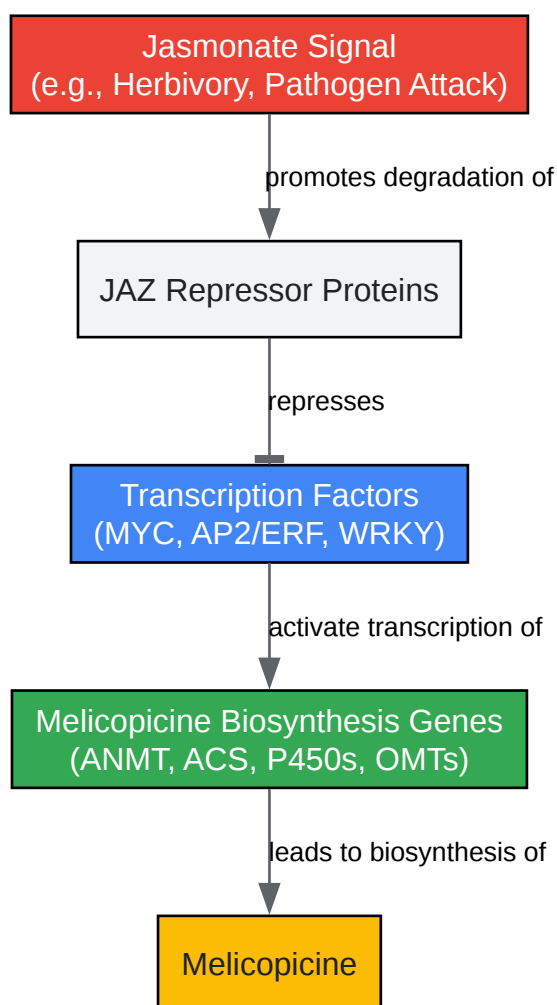 Jasmonate Signal
(e.g., Herbivory, Pathogen Attack)
promotes degradation of
JAZ Repressor Proteins
represses
Transcription Factors
(MYC, AP2/ERF, WRKY)
activate transcription of
Melicopicine Biosynthesis Genes
(ANMT, ACS, P450s, OMTs)
leads to biosynthesis of
Melicopicine